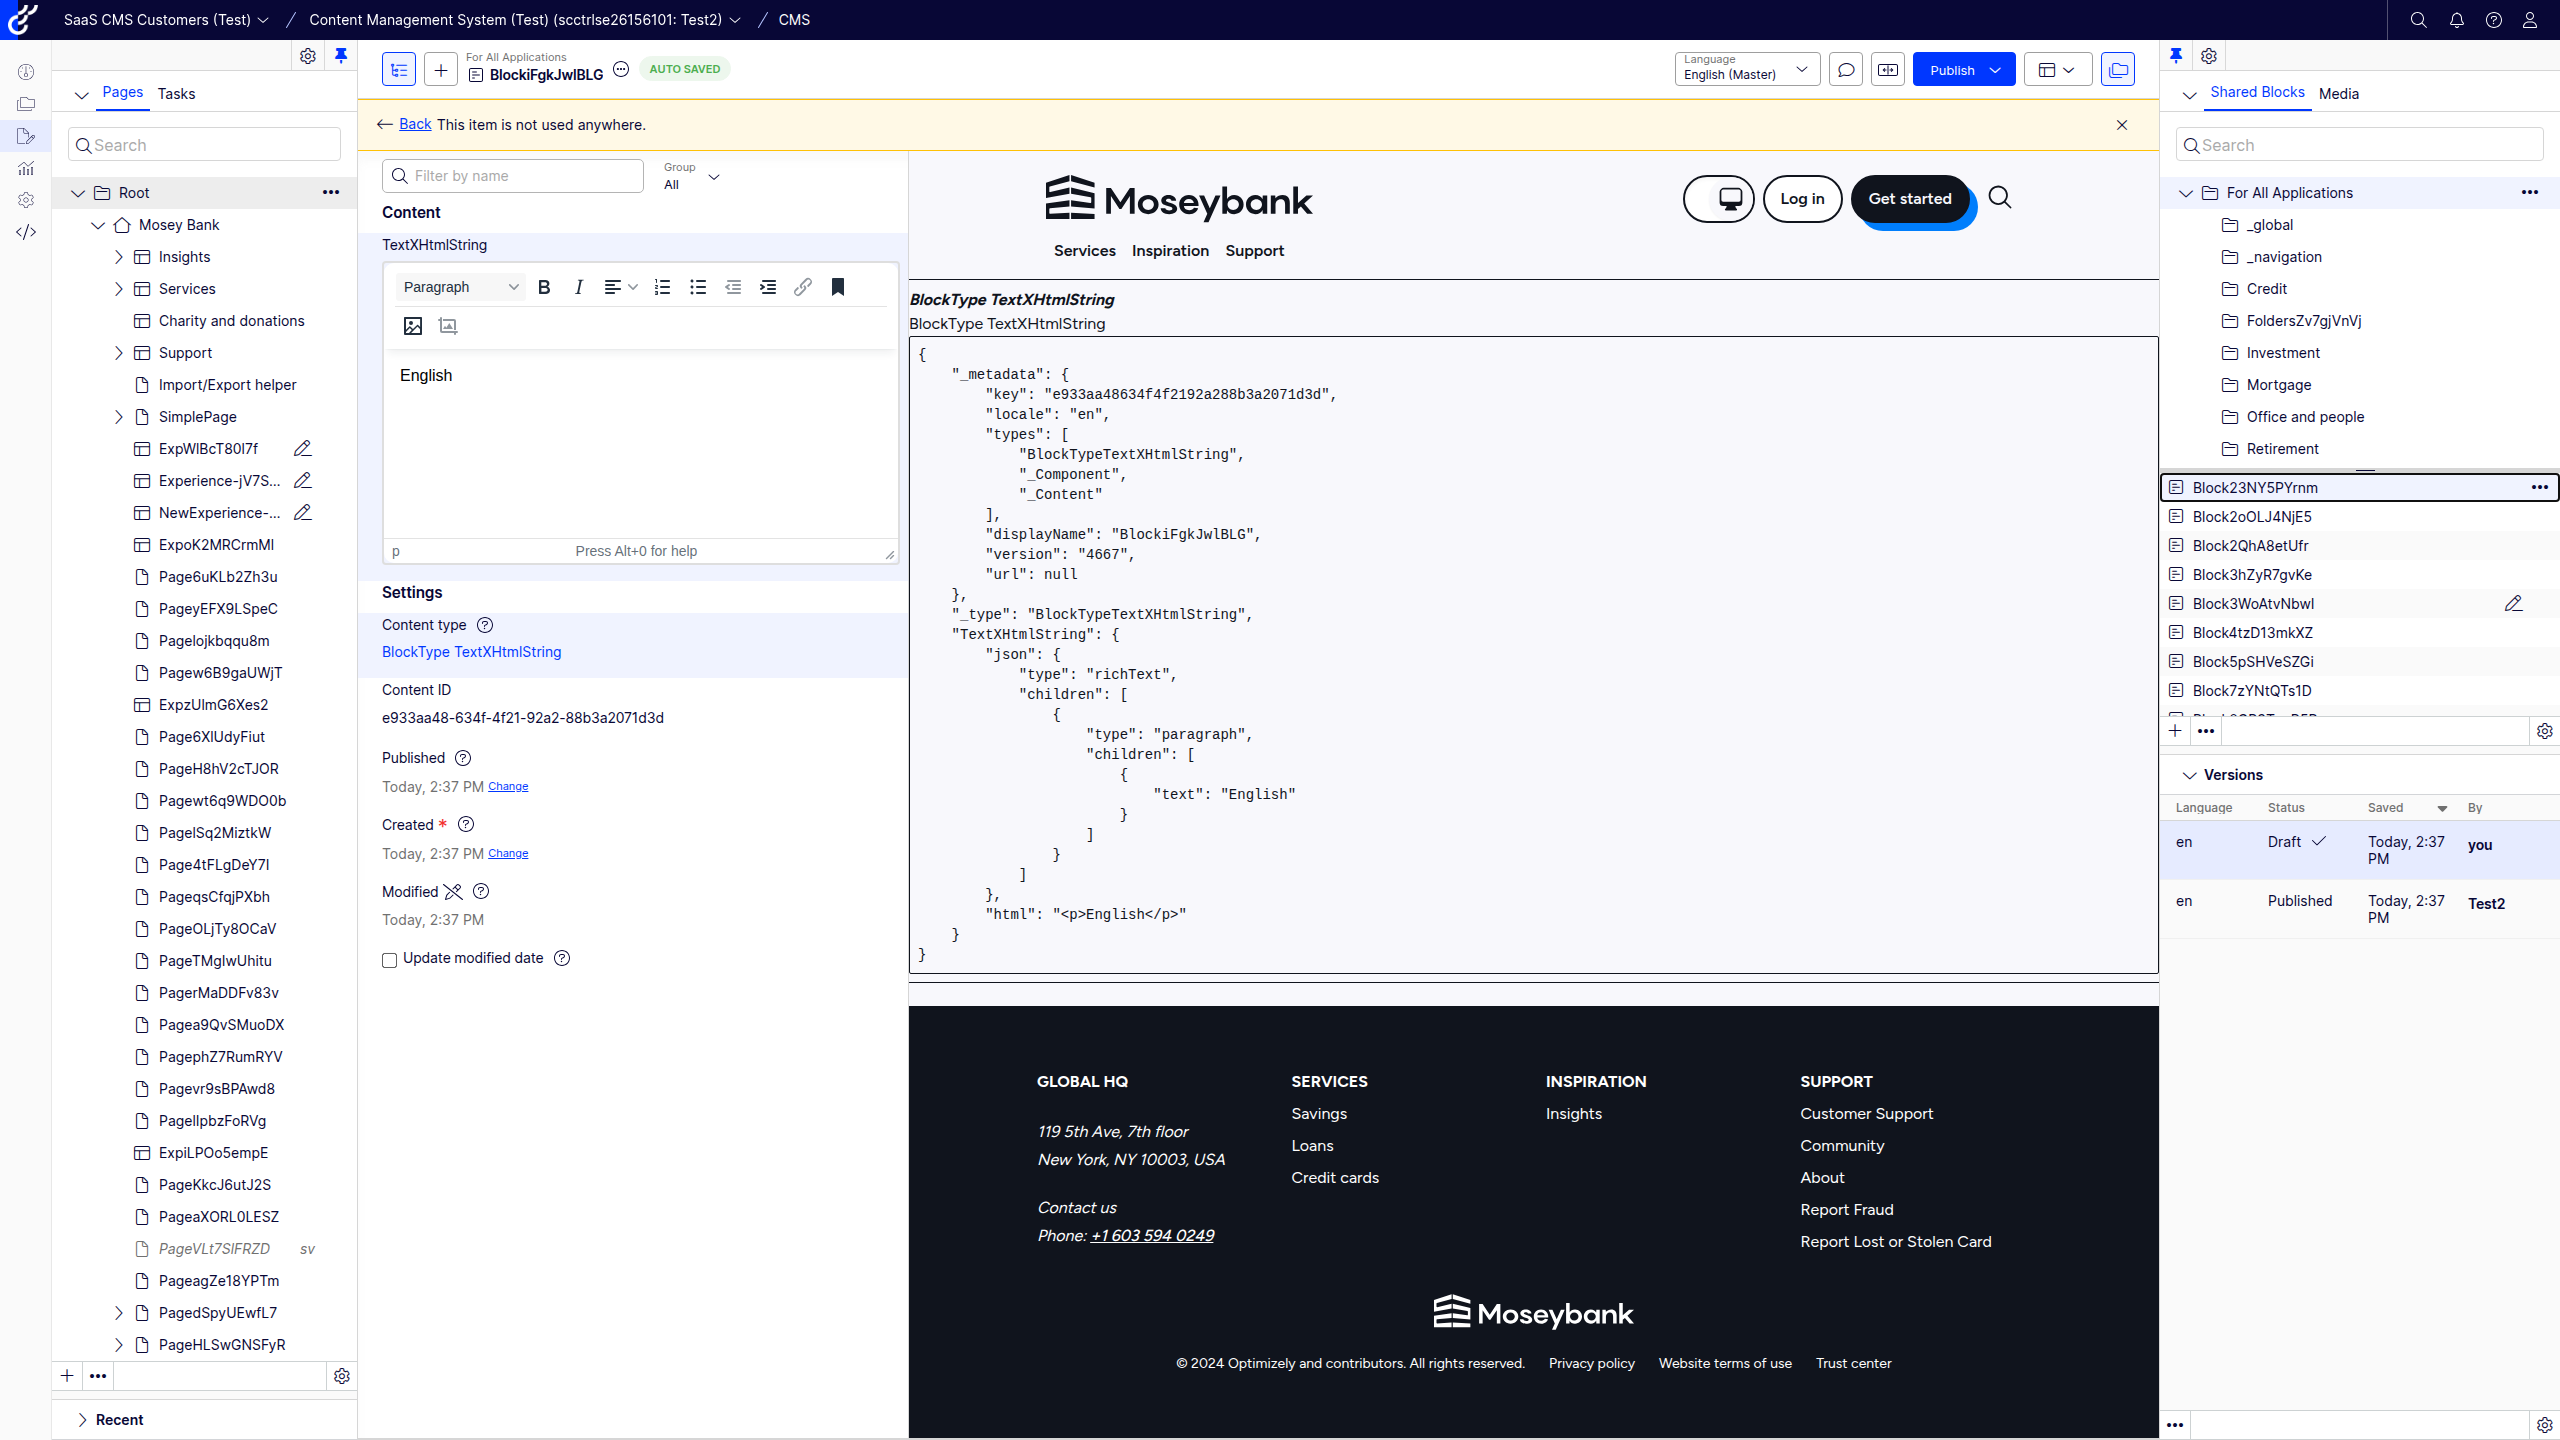 SaaS CMS Customers (Test)
Content Management System (Test) (scctrlse26156101: Test2)
CMS
Pages
Tasks
Search
Root
Mosey Bank
Insights
Services
Charity and donations
Support
Import/Export helper
SimplePage
ExpWlBcT80l7f
Experience-jV7S...
NewExperience-...
ExpoK2MRCrmMl
Page6uKLb2Zh3u
PageyEFX9LSpeC
Pagelojkbqqu8m
Pagew6B9gaUWjT
ExpzUlmG6Xes2
Page6XlUdyFiut
PageH8hV2cTJOR
Pagewt6q9WDO0b
PagelSq2MiztkW
Page4tFLgDeY7l
PageqsCfqjPXbh
PageOLjTy8OCaV
PageTMglwUhitu
PagerMaDDFv83v
Pagea9QvSMuoDX
PagephZ7RumRYV
Pagevr9sBPAwd8
PagellpbzFoRVg
ExpiLPOo5empE
PageKkcJ6utJ2S
PageaXORL0LESZ
PageVLt7SlFRZD sv
PageagZe18YPTm
PagedSpyUEwfL7
PageHLSwGNSFyR
Recent
For All Applications
BlockiFgkJwlBLG
AUTO SAVED
Language
English (Master)
Publish
Back This item is not used anywhere.
Filter by name
Group
All
Content
TextXHtmlString
Paragraph
English
p
Press Alt+0 for help
Settings
Content type
BlockType TextXHtmlString
Content ID
e933aa48-634f-4f21-92a2-88b3a2071d3d
Published
Today, 2:37 PM Change
Created *
Today, 2:37 PM Change
Modified
Today, 2:37 PM
Update modified date
Moseybank
Log in
Get started
Services Inspiration Support
BlockType TextXHtmlString
BlockType TextXHtmlString
{
"_metadata": {
"key": "e933aa48634f4f2192a288b3a2071d3d",
"locale": "en",
"types": [
"BlockTypeTextXHtmlString",
"_Component",
"_Content"
],
"displayName": "BlockiFgkJwlBLG",
"version": "4667",
"url": null
},
"_type": "BlockTypeTextXHtmlString",
"TextXHtmlString": {
"json": {
"type": "richText",
"children": [
{
"type": "paragraph",
"children": [
{
"text": "English"
}
]
}
]
},
"html": "<p>English</p>"
}
}
GLOBAL HQ
119 5th Ave, 7th floor
New York, NY 10003, USA
Contact us
Phone: +1 603 594 0249
SERVICES
Savings
Loans
Credit cards
INSPIRATION
Insights
SUPPORT
Customer Support
Community
About
Report Fraud
Report Lost or Stolen Card
Moseybank
© 2024 Optimizely and contributors. All rights reserved. Privacy policy Website terms of use Trust center
Shared Blocks
Media
Search
For All Applications
_global
_navigation
Credit
FoldersZv7gjVnVj
Investment
Mortgage
Office and people
Retirement
Block23NY5PYrnm
Block2oOLJ4NjE5
Block2QhA8etUfr
Block3hZyR7gvKe
Block3WoAtvNbwl
Block4tzD13mkXZ
Block5pSHVeSZGi
Block7zYNtQTs1D
Versions
Language Status Saved By
en Draft Today, 2:37 PM you
en Published Today, 2:37 PM Test2